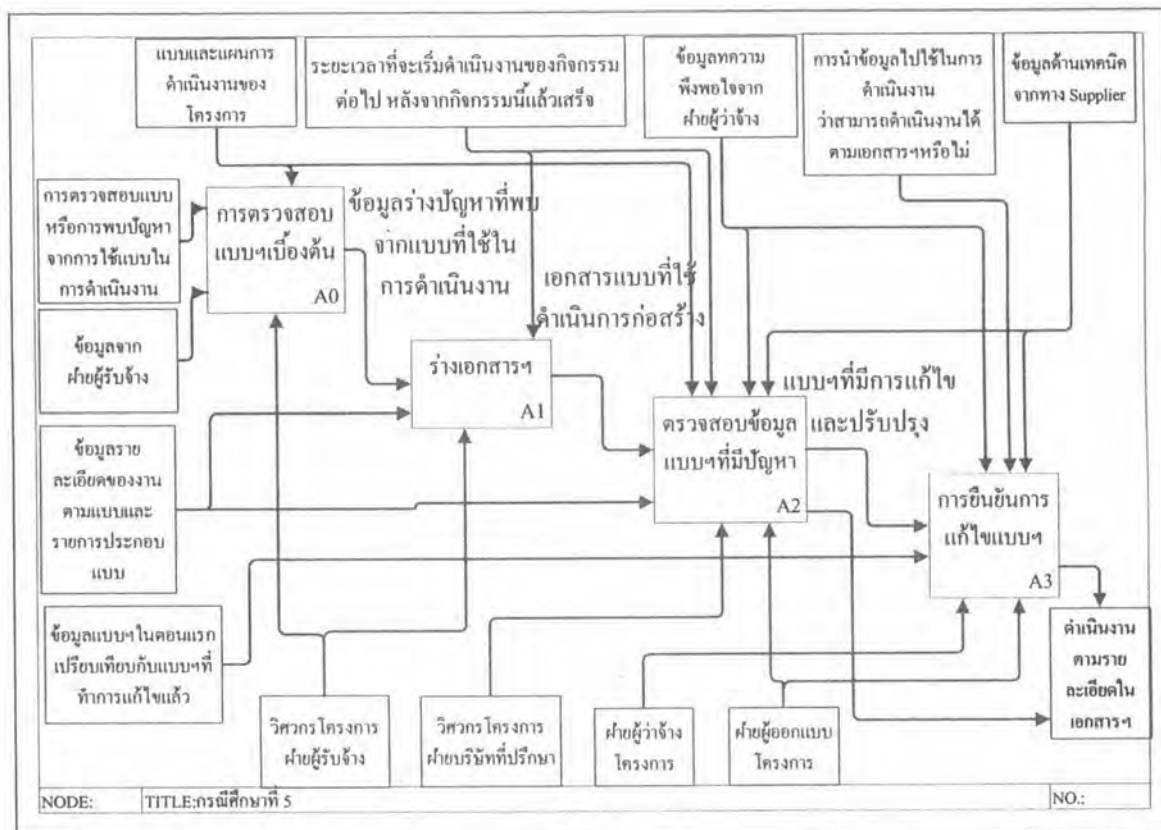 แบบและแผนการ
ดำเนินงานของ
โครงการ
ระยะเวลาที่จะเริ่มดำเนินงานของกิจกรรม
ต่อไป หลังจากกิจกรรมนี้แล้วเสร็จ
ข้อมูลทความ
พึงพอใจจาก
ฝ่ายผู้ว่าจ้าง
การนำข้อมูลไปใช้ในการ
ดำเนินงาน
ว่าสามารถดำเนินงานได้
ตามเอกสารฯหรือไม่
ข้อมูลด้านเทคนิค
จากทาง Supplier
การตรวจสอบแบบ
หรือการพบปัญหา
จากการใช้แบบใน
การดำเนินงาน
การตรวจสอบ
แบบฯเบื้องต้น
A0
ข้อมูลร่างปัญหาที่พบ
จากแบบที่ใช้ใน
การดำเนินงาน
ข้อมูลจาก
ฝ่ายผู้รับจ้าง
เอกสารแบบที่ใช้
ดำเนินการก่อสร้าง
ร่างเอกสารฯ
A1
ข้อมูลราย
ละเอียดของงาน
ตามแบบและ
รายการประกอบ
แบบ
ตรวจสอบข้อมูล
แบบฯที่มีปัญหา
A2
แบบฯที่มีการแก้ไข
และปรับปรุง
การยืนยันการ
แก้ไขแบบฯ
A3
ข้อมูลแบบฯในตอนแรก
เปรียบเทียบกับแบบฯที่
ทำการแก้ไขแล้ว
วิศวกรโครงการ
ฝ่ายผู้รับจ้าง
วิศวกรโครงการ
ฝ่ายบริษัทที่ปรึกษา
ฝ่ายผู้ว่าจ้าง
โครงการ
ฝ่ายผู้ออกแบบ
โครงการ
ดำเนินงาน
ตามราย
ละเอียดใน
เอกสารฯ
NODE:
TITLE:กรณีศึกษาที่ 5
NO.: